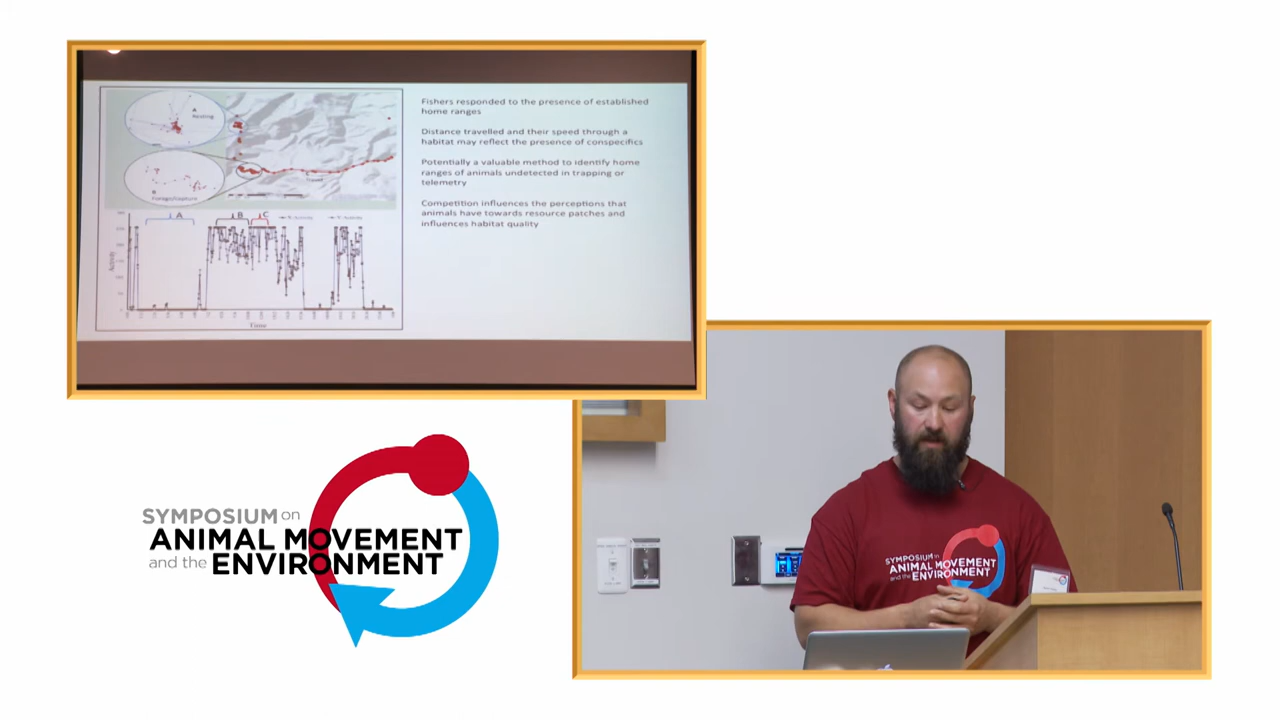 Fishers responded to the presence of established
home ranges
Distance travelled and their speed through a
habitat may reflect the presence of conspecifics
Potentially a valuable method to identify home
ranges of animals undetected in trapping or
telemetry
Competition influences the perceptions that
animals have towards resource patches and
influences habitat quality
A
Resting
A
B
C
Activity
Time
SYMPOSIUM on
ANIMAL MOVEMENT
and the ENVIRONMENT
SYMPOSIUM on
ANIMAL MOVEMENT
and the ENVIRONMENT